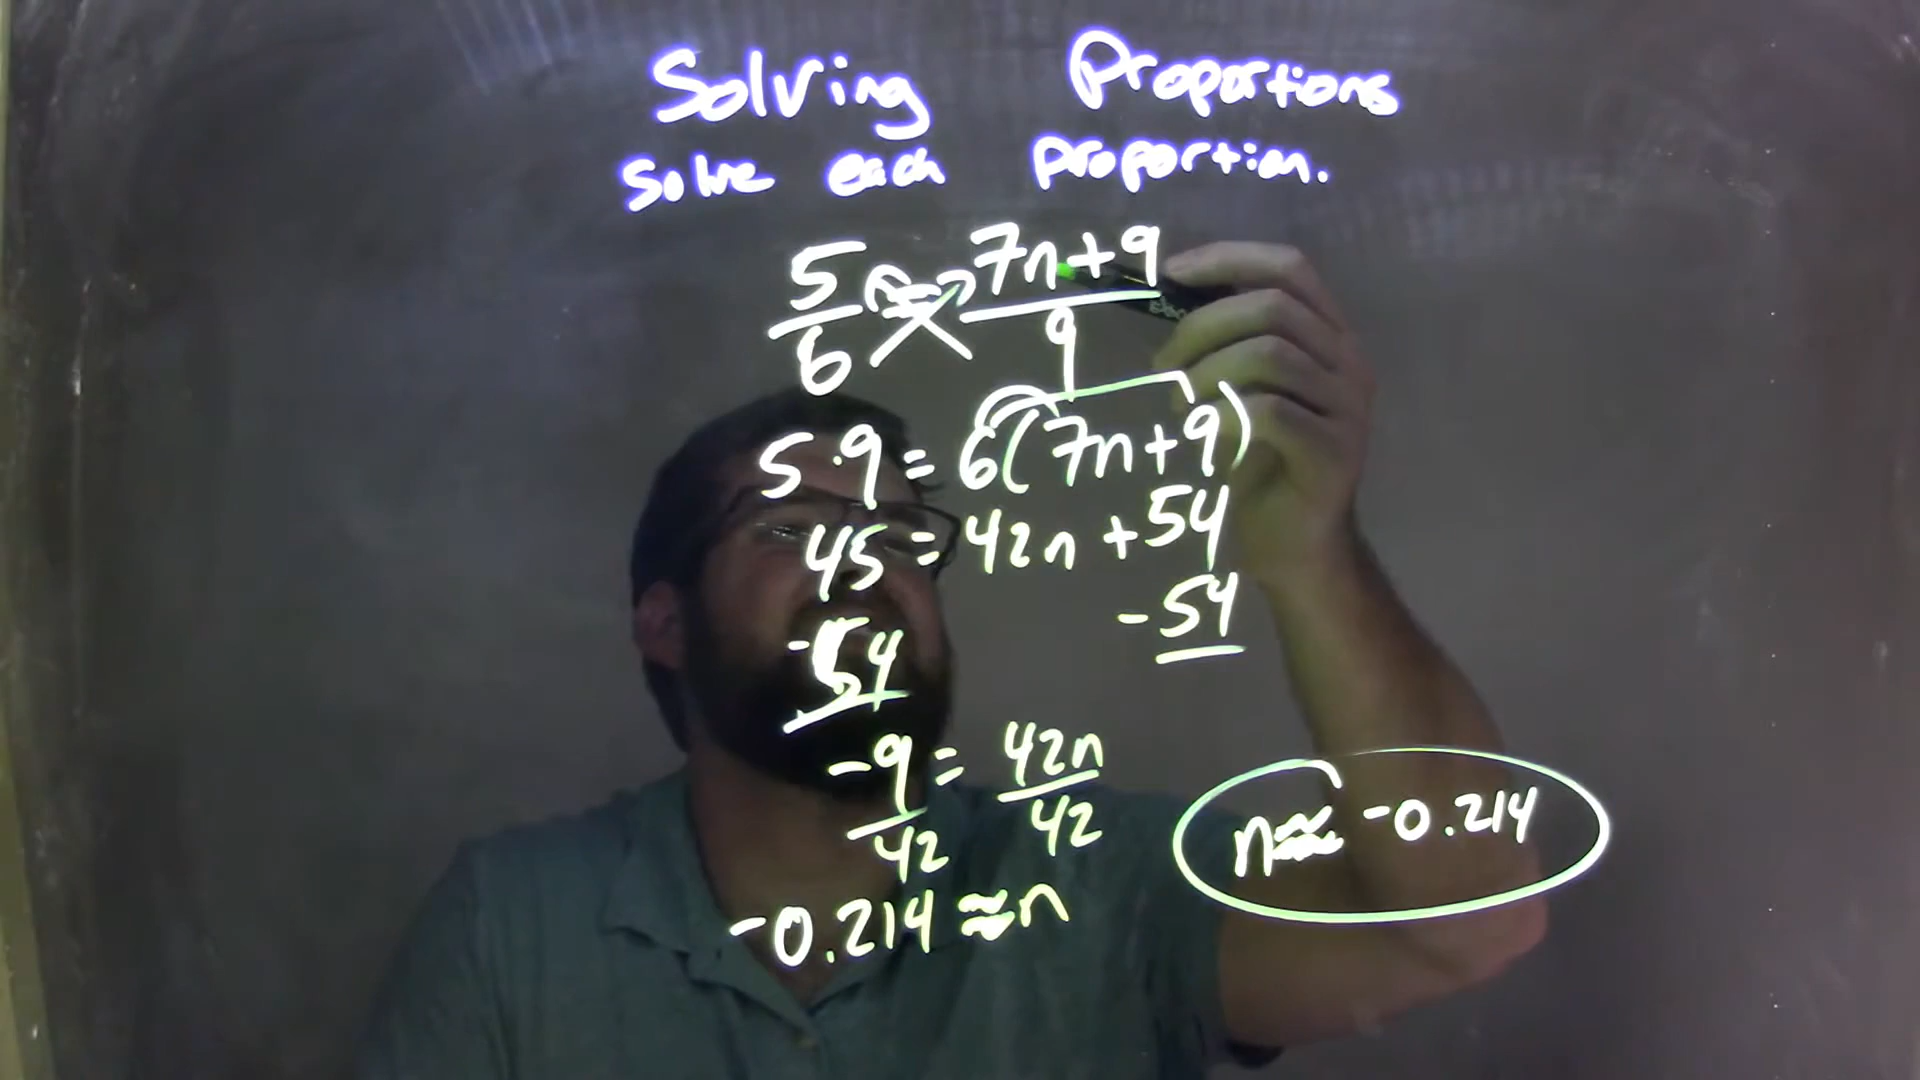 Solving Proportions
Solve each proportion.
5/6 = (7n+9)/9
5·9 = 6(7n+9)
45 = 42n + 54
-54 -54
-9/42 = 42n/42
-0.214 ≈ n
n ≈ -0.214